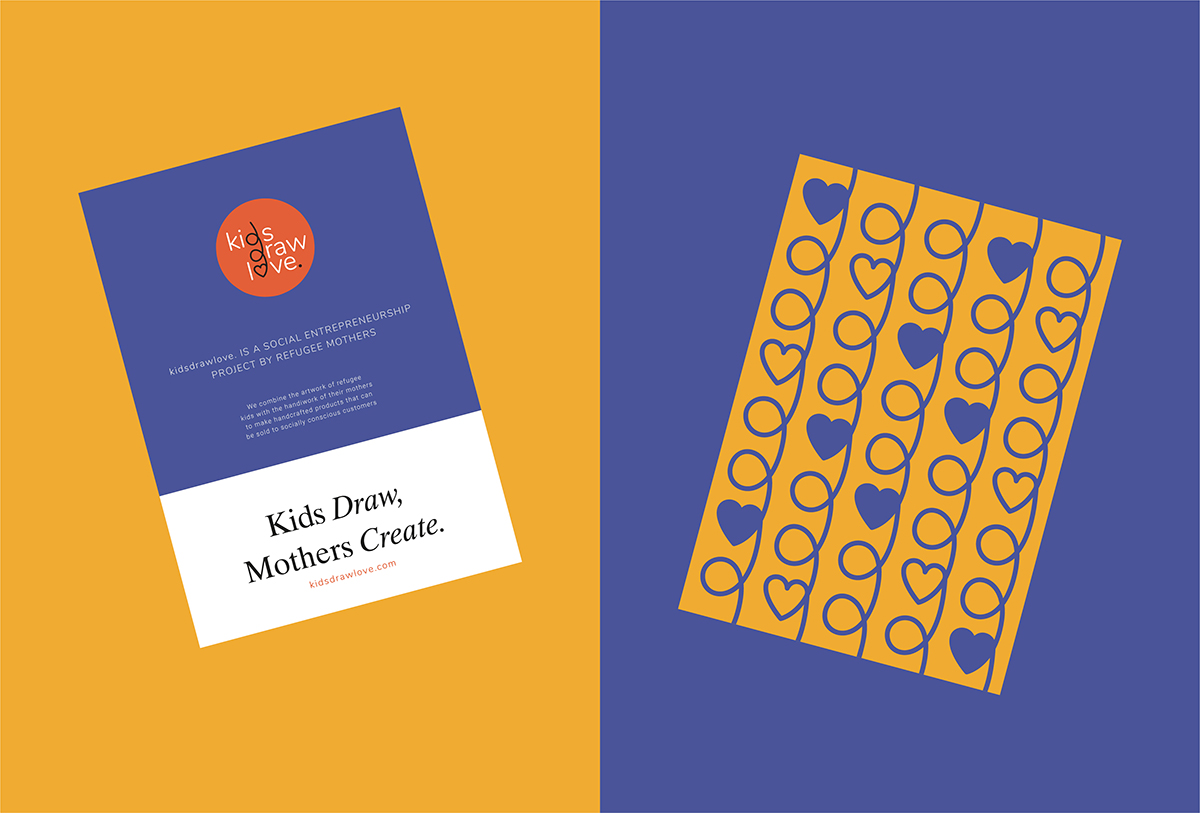 kids
draw
love.
kidsdrawlove. IS A SOCIAL ENTREPRENEURSHIP
PROJECT BY REFUGEE MOTHERS
We combine the artwork of refugee
kids with the handiwork of their mothers
to make handcrafted products that can
be sold to socially conscious customers
Kids Draw,
Mothers Create.
kidsdrawlove.com